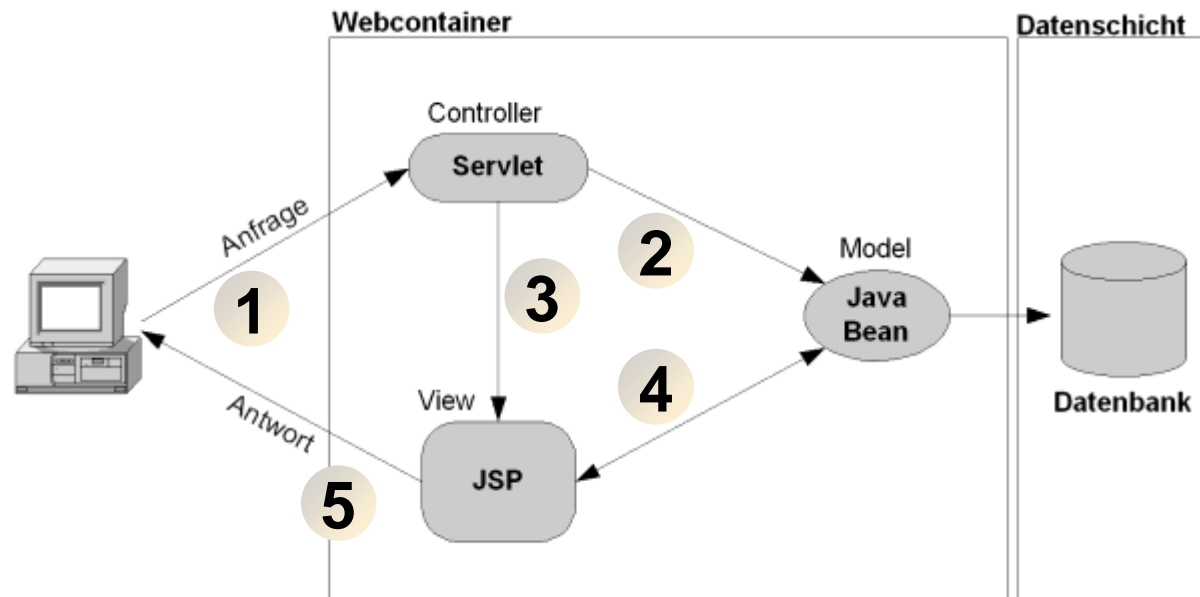 Webcontainer
Datenschicht
Controller
Servlet
Anfrage
1
2
3
Model
Java
Bean
4
View
JSP
Antwort
5
Datenbank